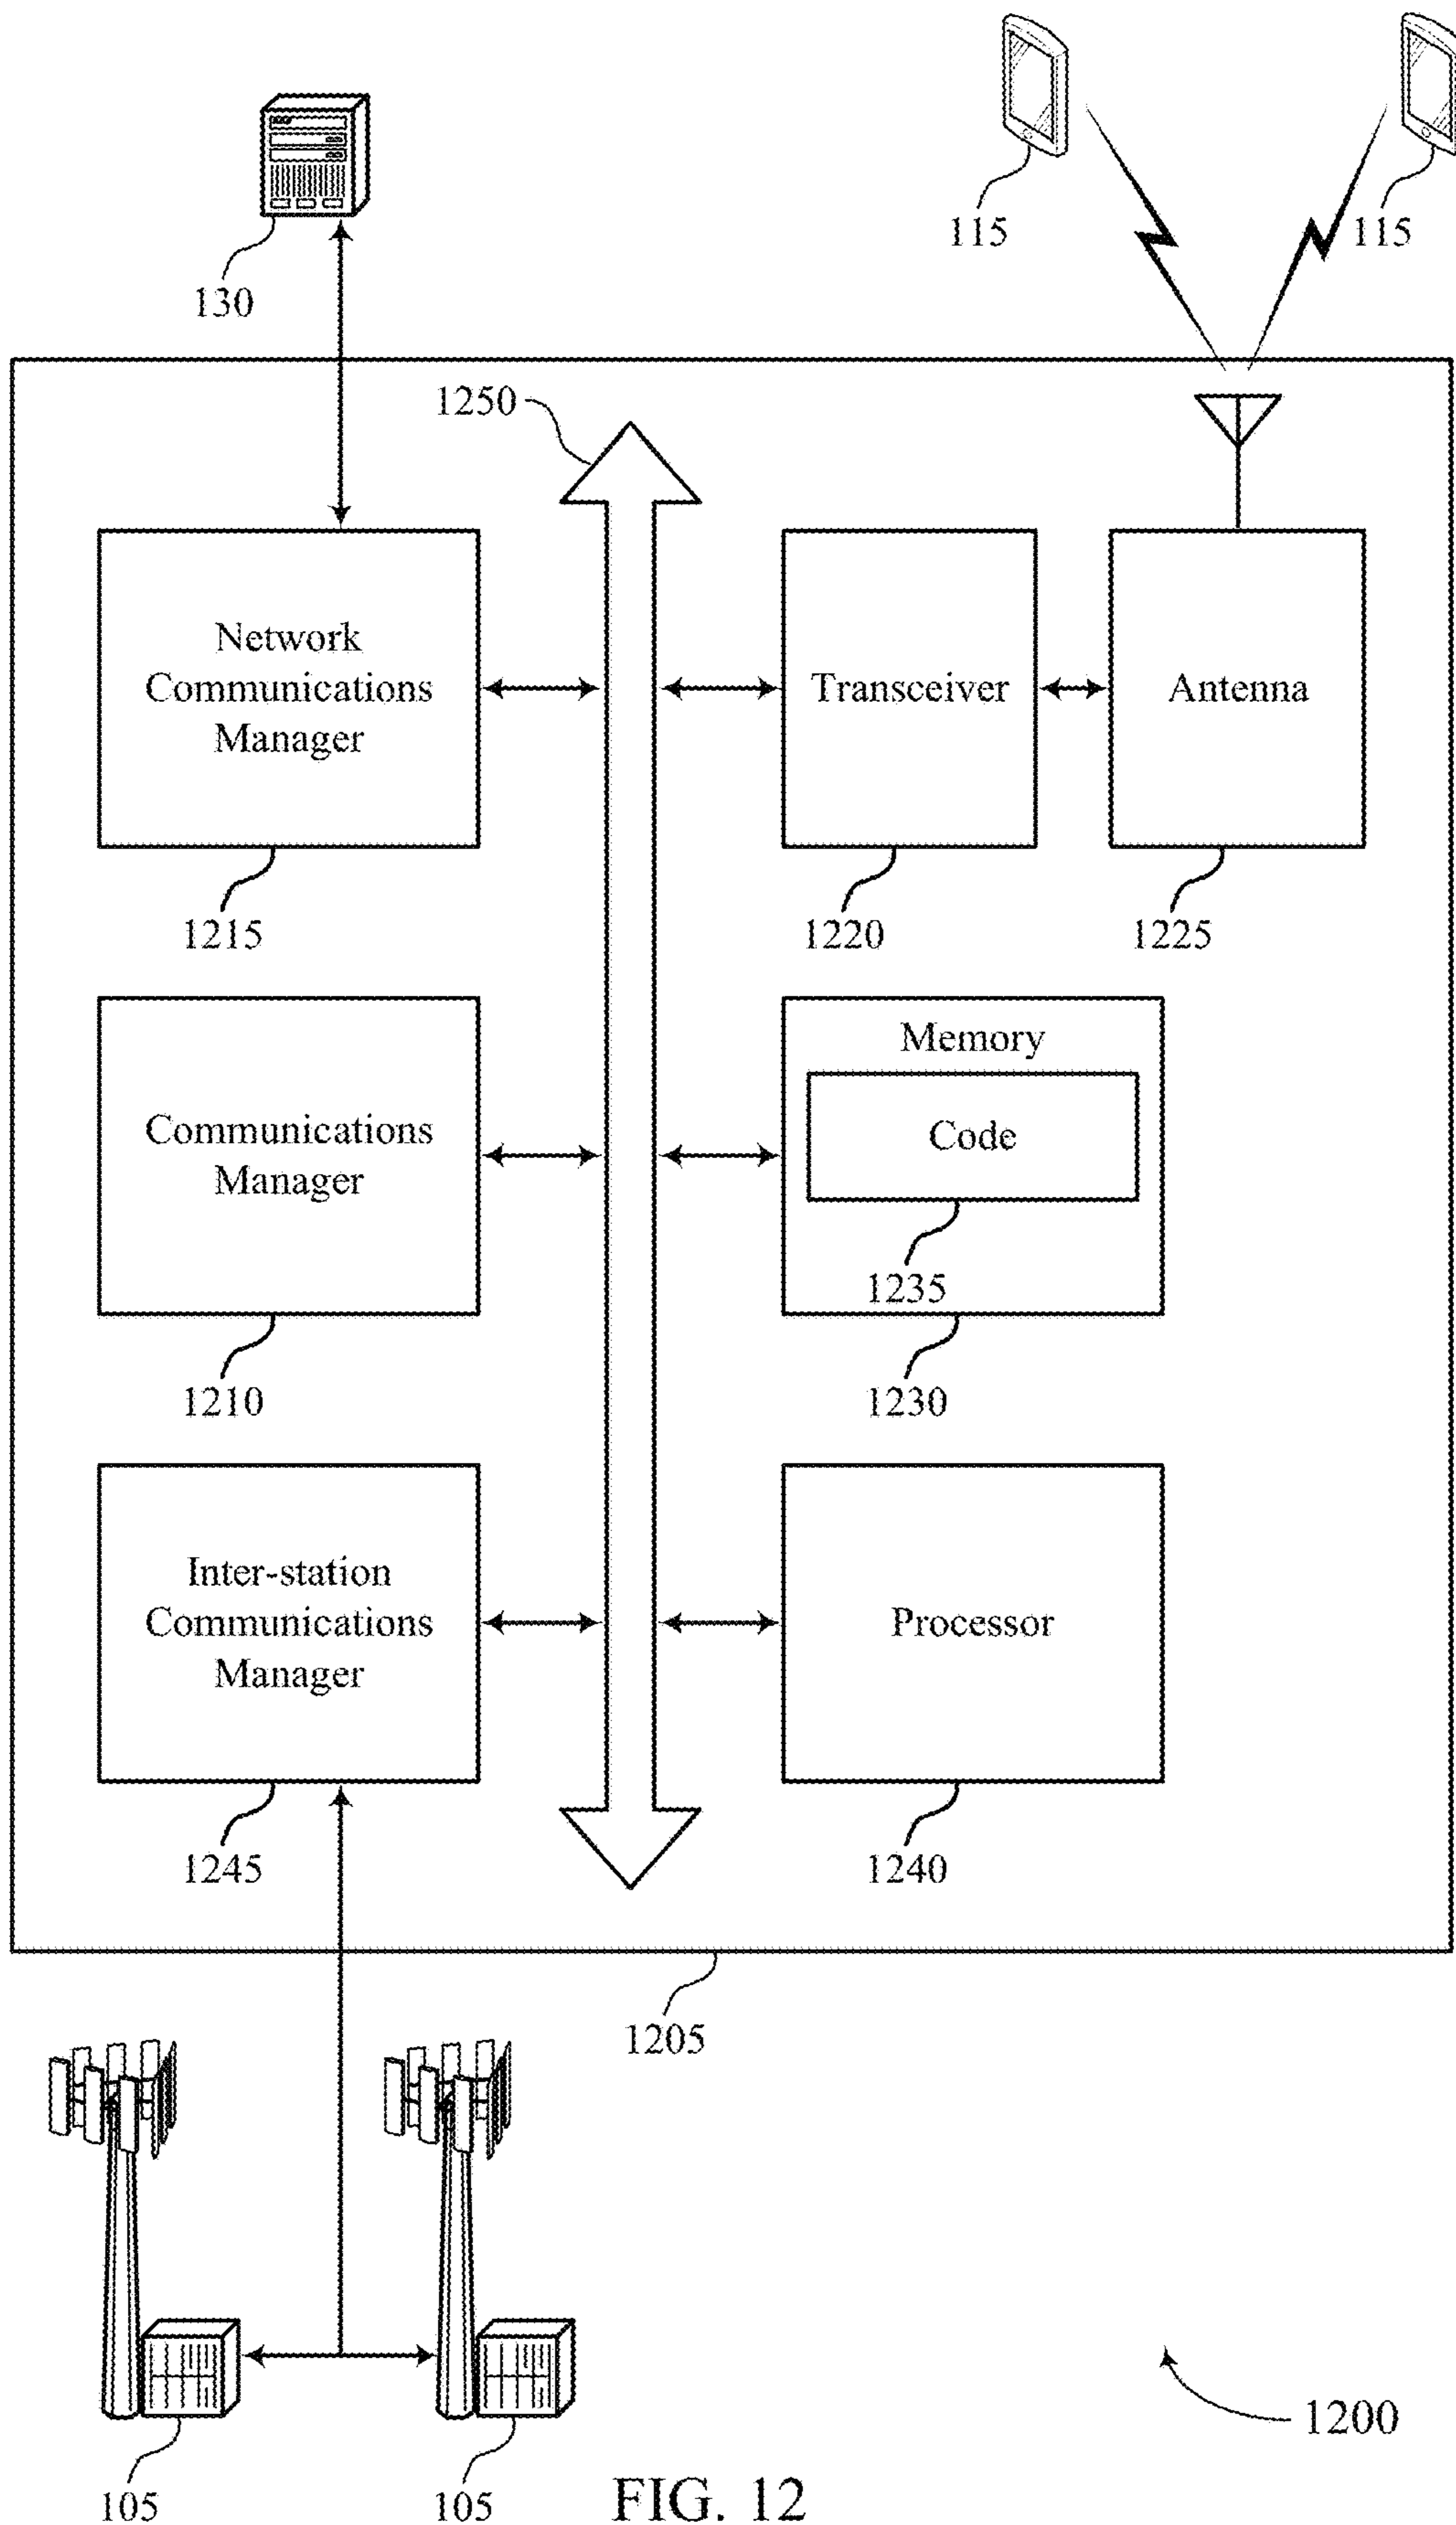 115
115
130
1250
Network
Communications
Manager
Transceiver
Antenna
1215
1220
1225
Communications
Manager
Memory
Code
1235
1210
1230
Inter-station
Communications
Manager
Processor
1245
1240
1205
1200
105
105
FIG. 12